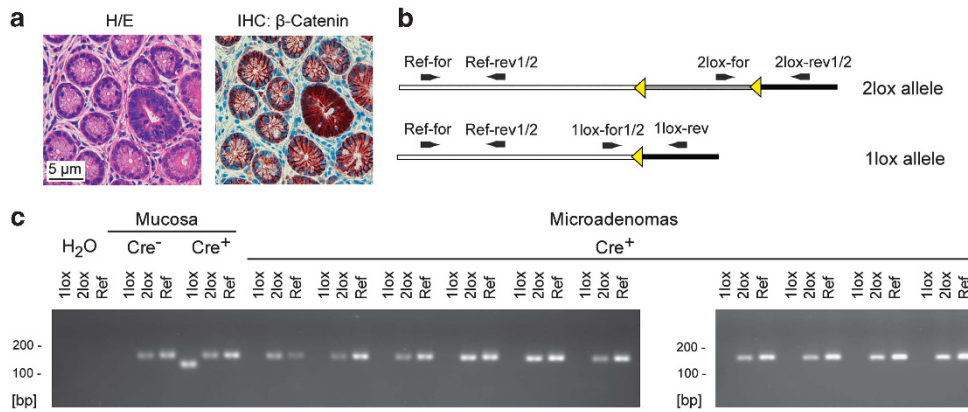 a
H/E
IHC: β-Catenin
5 μm
b
Ref-for Ref-rev1/2 2lox-for 2lox-rev1/2
2lox allele
Ref-for Ref-rev1/2 1lox-for1/2 1lox-rev
1lox allele
c
Mucosa Microadenomas
H2O Cre- Cre+ Cre+
1lox 2lox Ref 1lox 2lox Ref 1lox 2lox Ref 1lox 2lox Ref 1lox 2lox Ref 1lox 2lox Ref 1lox 2lox Ref 1lox 2lox Ref 1lox 2lox Ref 1lox 2lox Ref 1lox 2lox Ref 1lox 2lox Ref 1lox 2lox Ref
200 - 200 -
100 - 100 -
[bp] [bp]